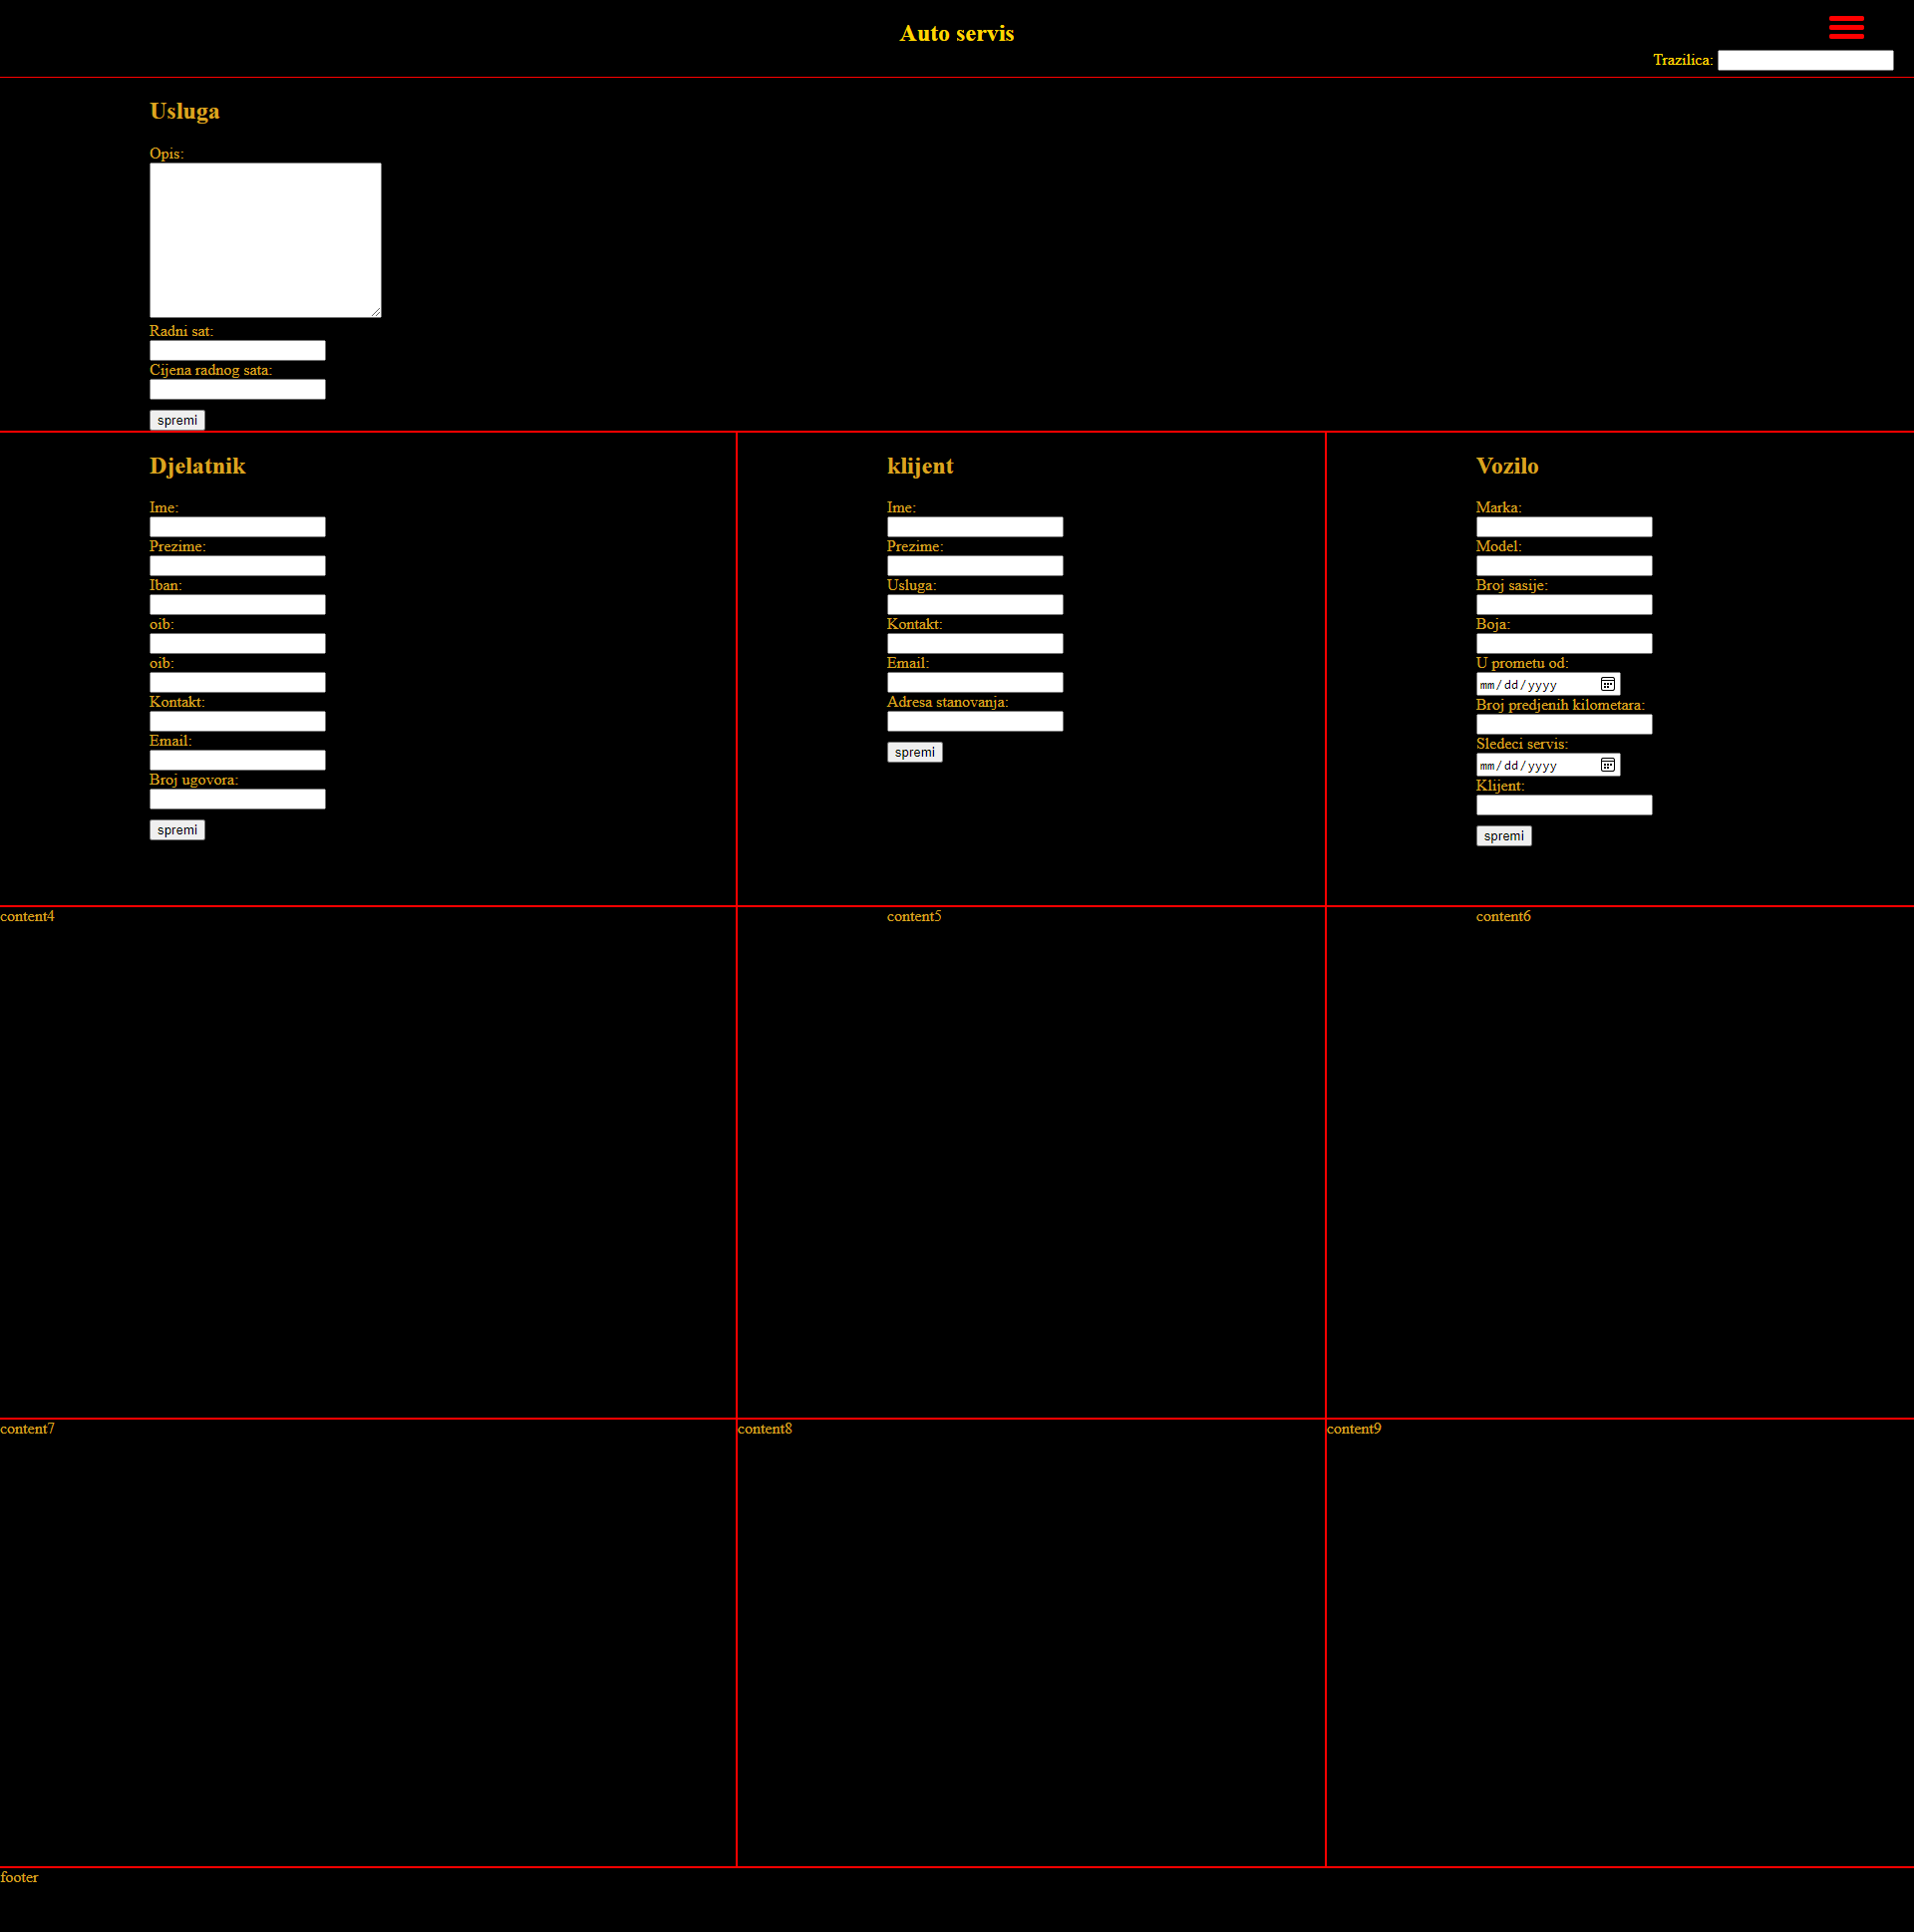 Auto servis
Trazilica:
Usluga
Opis:
Radni sat:
Cijena radnog sata:
spremi
Djelatnik
Ime:
Prezime:
Iban:
oib:
oib:
Kontakt:
Email:
Broj ugovora:
spremi
klijent
Ime:
Prezime:
Usluga:
Kontakt:
Email:
Adresa stanovanja:
spremi
Vozilo
Marka:
Model:
Broj sasije:
Boja:
U prometu od:
mm/dd/yyyy
Broj predjenih kilometara:
Sledeci servis:
mm/dd/yyyy
Klijent:
spremi
content4
content5
content6
content7
content8
content9
footer